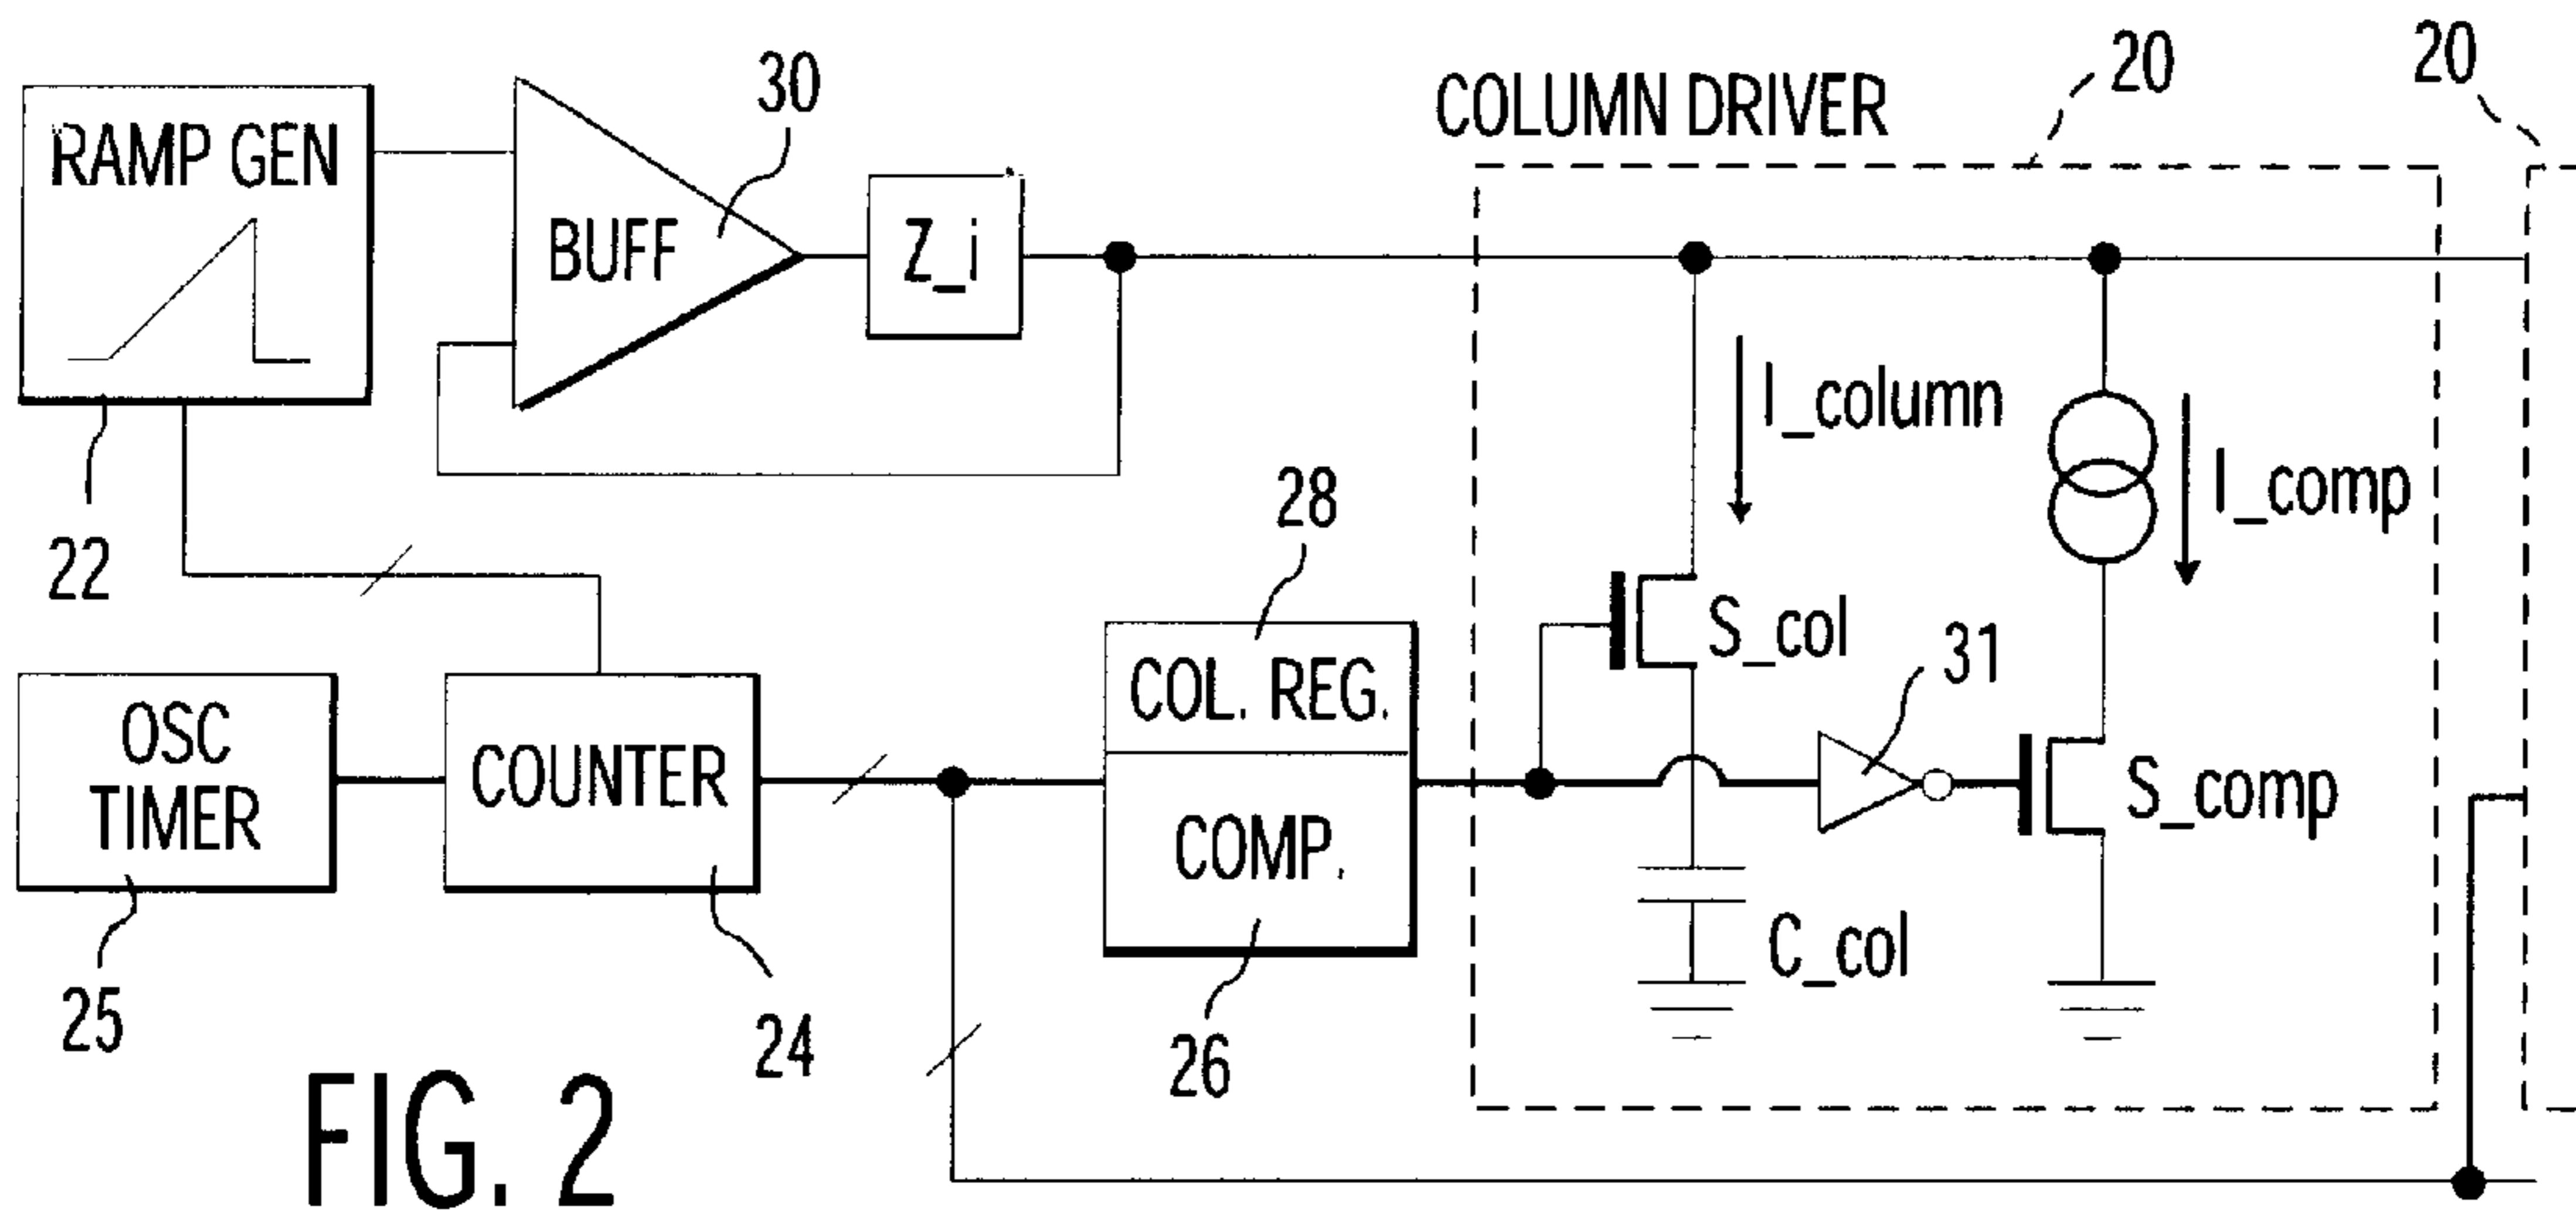 RAMP GEN
22
BUFF
30
Z_i
COLUMN DRIVER
20
20
I_column
I_comp
OSC
TIMER
25
COUNTER
24
28
COL. REG.
COMP.
26
S_col
31
S_comp
C_col
FIG. 2